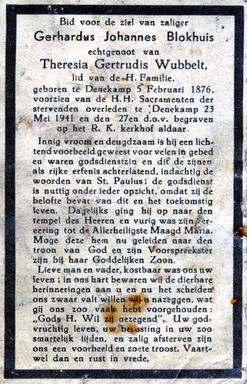 Bid voor de ziel van zaliger
Gerhardus Johannes Blokhuis
echtgenoot van
Theresia Gertrudis Wubbelt,
lid van de H. Familie.
geboren te Denekamp 5 Februari 1876,
voorzien van de H.H. Sacramenten der
stervenden overleden te Denekamp 23
Mei 1941 en den 27en d.o.v. begraven
op het R. K. kerkhof aldaar.
Innig vroom en deugdzaam is hij een lich-
tend voorbeeld geweest voor velen in gebed
en waren godsdienstzin en dit de zijnen
als rijke erfenis achterlatend, indachtig de
woorden van St. Paulus: de godsdienst
is nuttig onder ieder opzicht, omdat zij de
belofte bevat van dit en het toekomstig
leven. Dagelijks ging hij op naar den
tempel des Heeren en vurig was zijn ver-
eering tot de Allerheiligste Maagd Maria.
Moge deze hem nu geleiden naar den
troon van God en zijn Voorspreekster
zijn bij haar Goddelijken Zoon.
Lieve man en vader, kostbaar was ons uw
leven; in ons hart bewaren wij de dierbare
herinneringen aan u en nu het scheiden
ons zwaar valt willen wij nazeggen, wat
gij ons zoo vaak hebt voorgehouden:
„Gods H. Wil zij gezegend". Uw god-
vruchtig leven, uw berusting in uw zoo
smartelijk lijden, en zalig afsterven zijn
ons een voorbeeld en zoete troost. Vaart-
wel dan en rust in vrede.